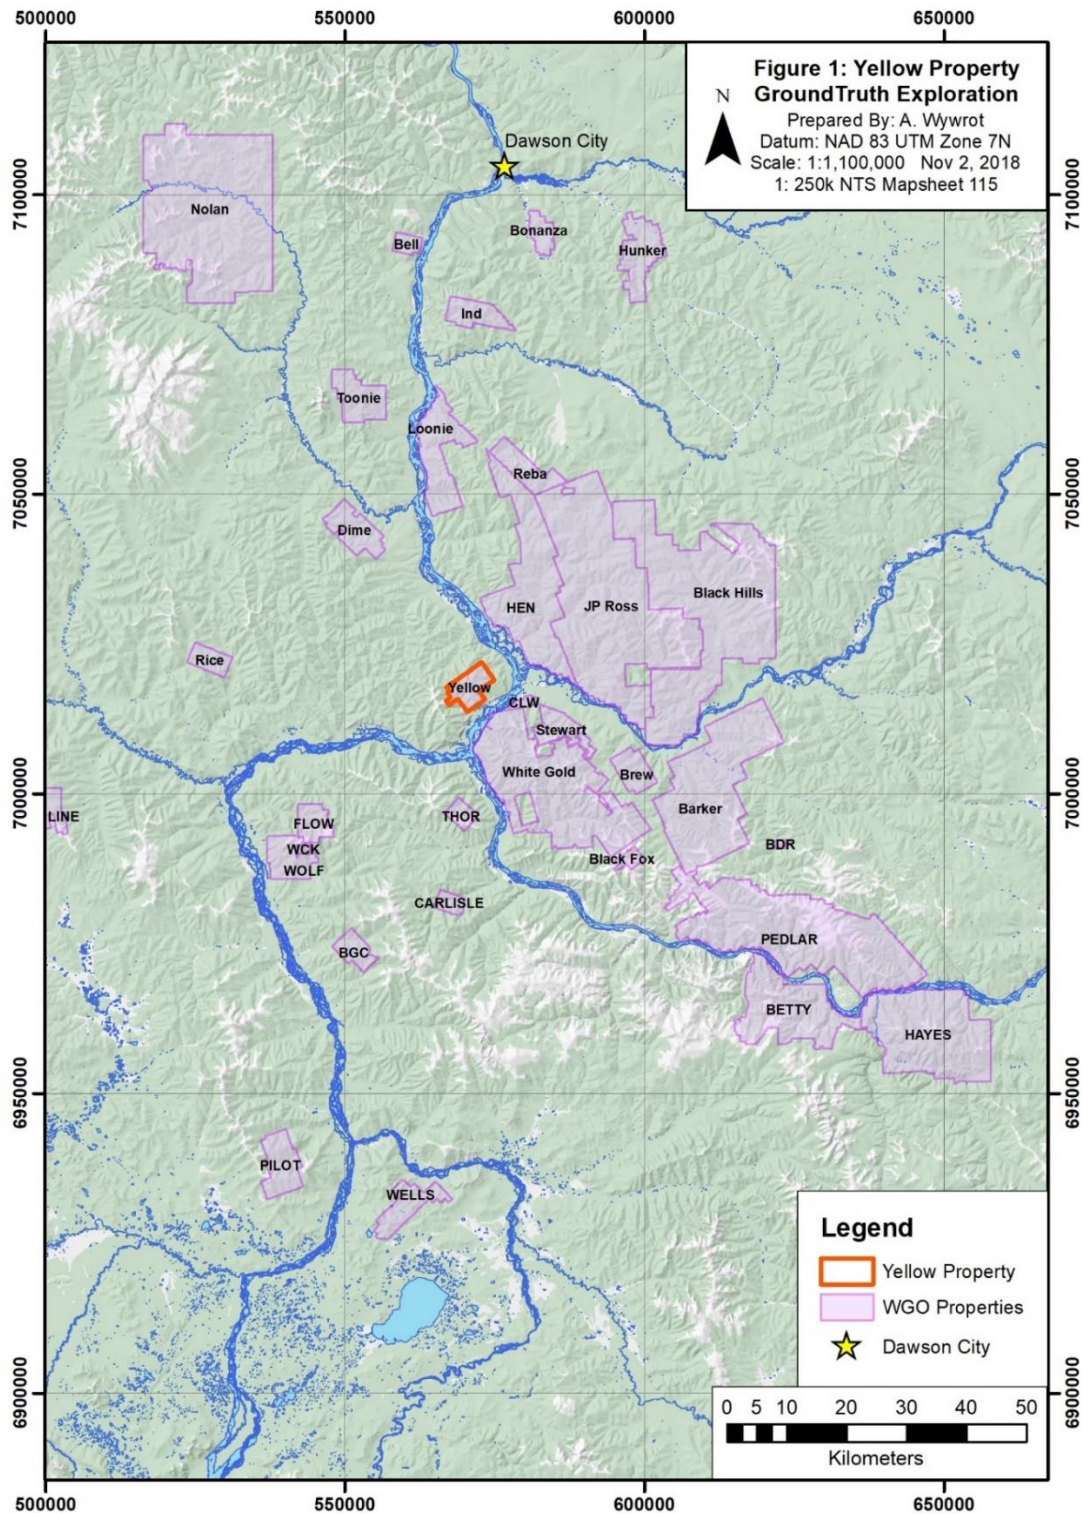 500000
550000
600000
650000
Figure 1: Yellow Property
GroundTruth Exploration
N
Prepared By: A. Wywrot
Datum: NAD 83 UTM Zone 7N
Scale: 1:1,100,000 Nov 2, 2018
1: 250k NTS Mapsheet 115
Dawson City
7100000
7100000
Nolan
Bell
Bonanza
Hunker
Ind
Toonie
Loonie
Reba
7050000
7050000
Dime
HEN
JP Ross
Black Hills
Rice
Yellow
CLW
Stewart
White Gold
Brew
7000000
7000000
LINE
FLOW
THOR
Barker
WCK
BDR
WOLF
Black Fox
CARLISLE
PEDLAR
BGC
BETTY
HAYES
6950000
6950000
PILOT
WELLS
Legend
Yellow Property
WGO Properties
Dawson City
6900000
6900000
0 5 10 20 30 40 50
Kilometers
500000
550000
600000
650000